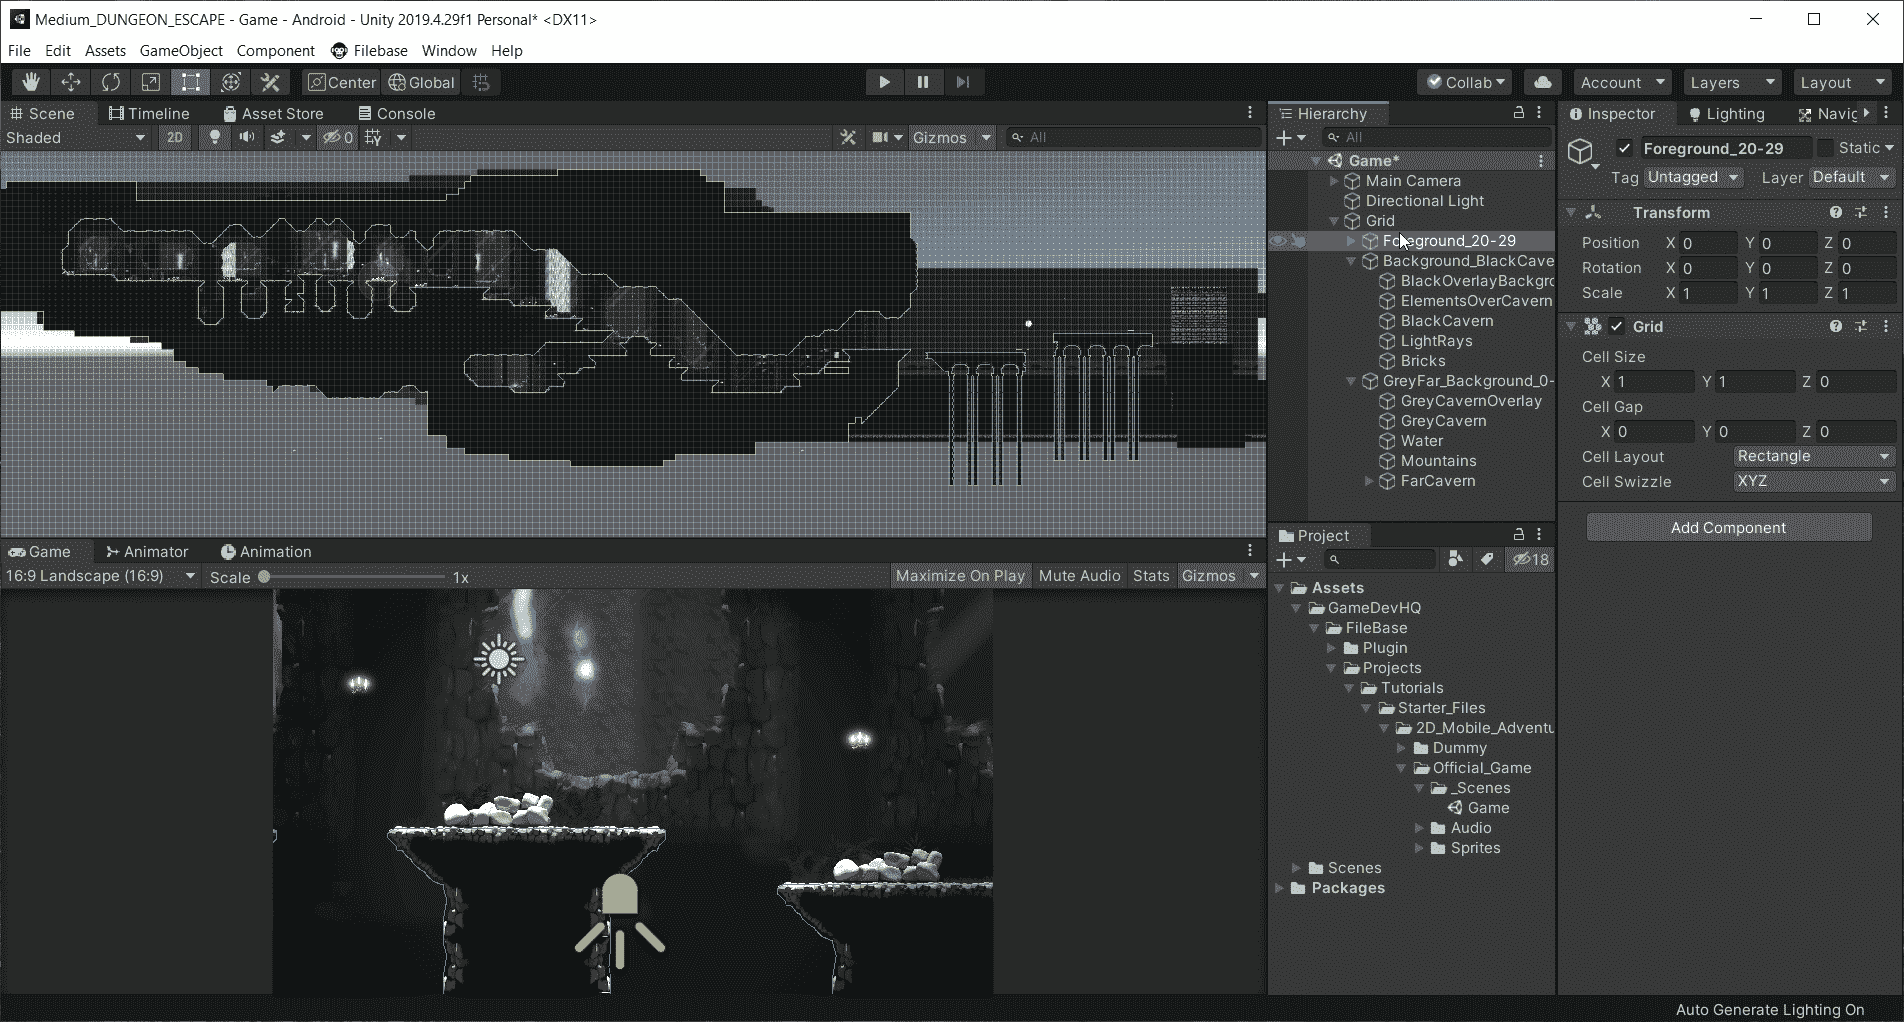 Medium_DUNGEON_ESCAPE - Game - Android - Unity 2019.4.29f1 Personal* <DX11>
File Edit Assets GameObject Component Filebase Window Help
Center Global Collab Account Layers Layout
Scene Timeline Asset Store Console
Shaded 2D 0 Gizmos All
Hierarchy
All
Game*
Main Camera
Directional Light
Grid
Foreground_20-29
Background_BlackCave
BlackOverlayBackgro
ElementsOverCavern
BlackCavern
LightRays
Bricks
GreyFar_Background_0-
GreyCavernOverlay
GreyCavern
Water
Mountains
FarCavern
Inspector Lighting Navig
Foreground_20-29 Static
Tag Untagged Layer Default
Transform
Position X 0 Y 0 Z 0
Rotation X 0 Y 0 Z 0
Scale X 1 Y 1 Z 1
Grid
Cell Size
X 1 Y 1 Z 0
Cell Gap
X 0 Y 0 Z 0
Cell Layout Rectangle
Cell Swizzle XYZ
Add Component
Game Animator Animation
16:9 Landscape (16:9) Scale 1x Maximize On Play Mute Audio Stats Gizmos
Project
18
Assets
GameDevHQ
FileBase
Plugin
Projects
Tutorials
Starter_Files
2D_Mobile_Adventu
Dummy
Official_Game
_Scenes
Game
Audio
Sprites
Scenes
Packages
Auto Generate Lighting On